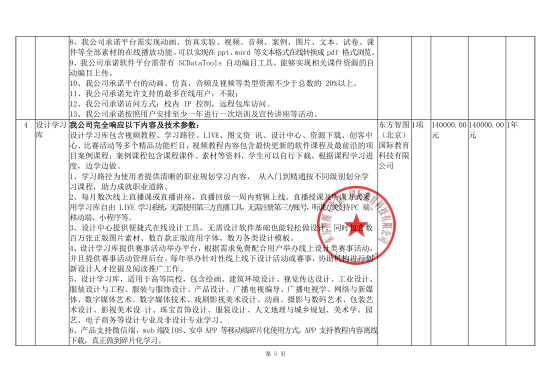 8、我公司承诺平台需实现动画、仿真实验、视频、音频、案例、图片、文本、试卷、课
件等全部素材的在线播放功能。可以实现在 ppt、word 等文本格式在线转换成 pdf 格式浏览。
9、我公司承诺软件平台需带有 SCDataTools 自动编目工具，能够实现相关课件资源的自
动编目上传。
10、我公司承诺平台的动画、仿真、音频及视频等类型资源不少于总数的 20%以上。
11、我公司承诺允许支持的最多在线用户，不限；
12、我公司承诺访问方式：校内 IP 控制，远程包库访问。
13、我公司承诺按照用户安排至少一年进行一次培训及宣传讲座等活动。
4 设计学习库 我公司完全响应以下内容及技术参数： 东方智图（北京）国际教育科技有限公司 1项 140000.00元 140000.00元 1年
设计学习库包含视频教程、学习路径、LIVE、图文资 讯、设计中心、资源下载、创客中
心、比赛活动等多个精品功能栏目，视频教程内容包含最快更新的软件课程及最前沿的项
目案例课程；案例课程包含课程课件、素材等资料，学生可以自行下载。根据课程学习进
度，边学边做。
1、学习路径为使用者提供清晰的职业规划学习内容， 从入门到精通按不同级别划分学
习课程，助力成就职业道路。
2、每月数次线上直播课或直播讲座，直播回放一周内剪辑上线。直播授课及听课方式采
用学习库自由 LIVE 学习系统，无需使用第三方直播工具，无需注册第三方账号，听课方式支持 PC 端、
移动端、小程序等。
3、设计中心提供便捷式在线设计工具，无需设计软件基础也能轻松做设计，同时包含数
百万张正版图片素材、数百款正版商用字体，数万各类设计模板。
4、设计学习库提供赛事活动举办平台，根据需求免费配合用户举办线上设计类赛事活动，
并且提供赛事活动管理后台，每年举办针对性线上线下设计活动或赛事，协助机构进行创
新设计人才挖掘及阅读推广工作。
5、设计学习库，适用于高等院校，包含绘画、建筑环境设计、视觉传达设计、工业设计、
服装设计与工程、服装与服饰设计、产品设计、广播电视编导、广播电视学、网络与新媒
体、数字媒体艺术、数字媒体技术、戏剧影视美术设计、动画、摄影与数码艺术、包装艺
术设计、影视美术设 计、珠宝首饰设计、服装设计、人文地理与城乡规划、美术学、园
艺、电子商务等设计专业及非设计专业学习。
6、产品支持微信端，web 端及IOS、安卓APP 等移动端碎片化使用方式，APP 支持教程内容离线
下载，真正做到碎片化学习。
第 5 页